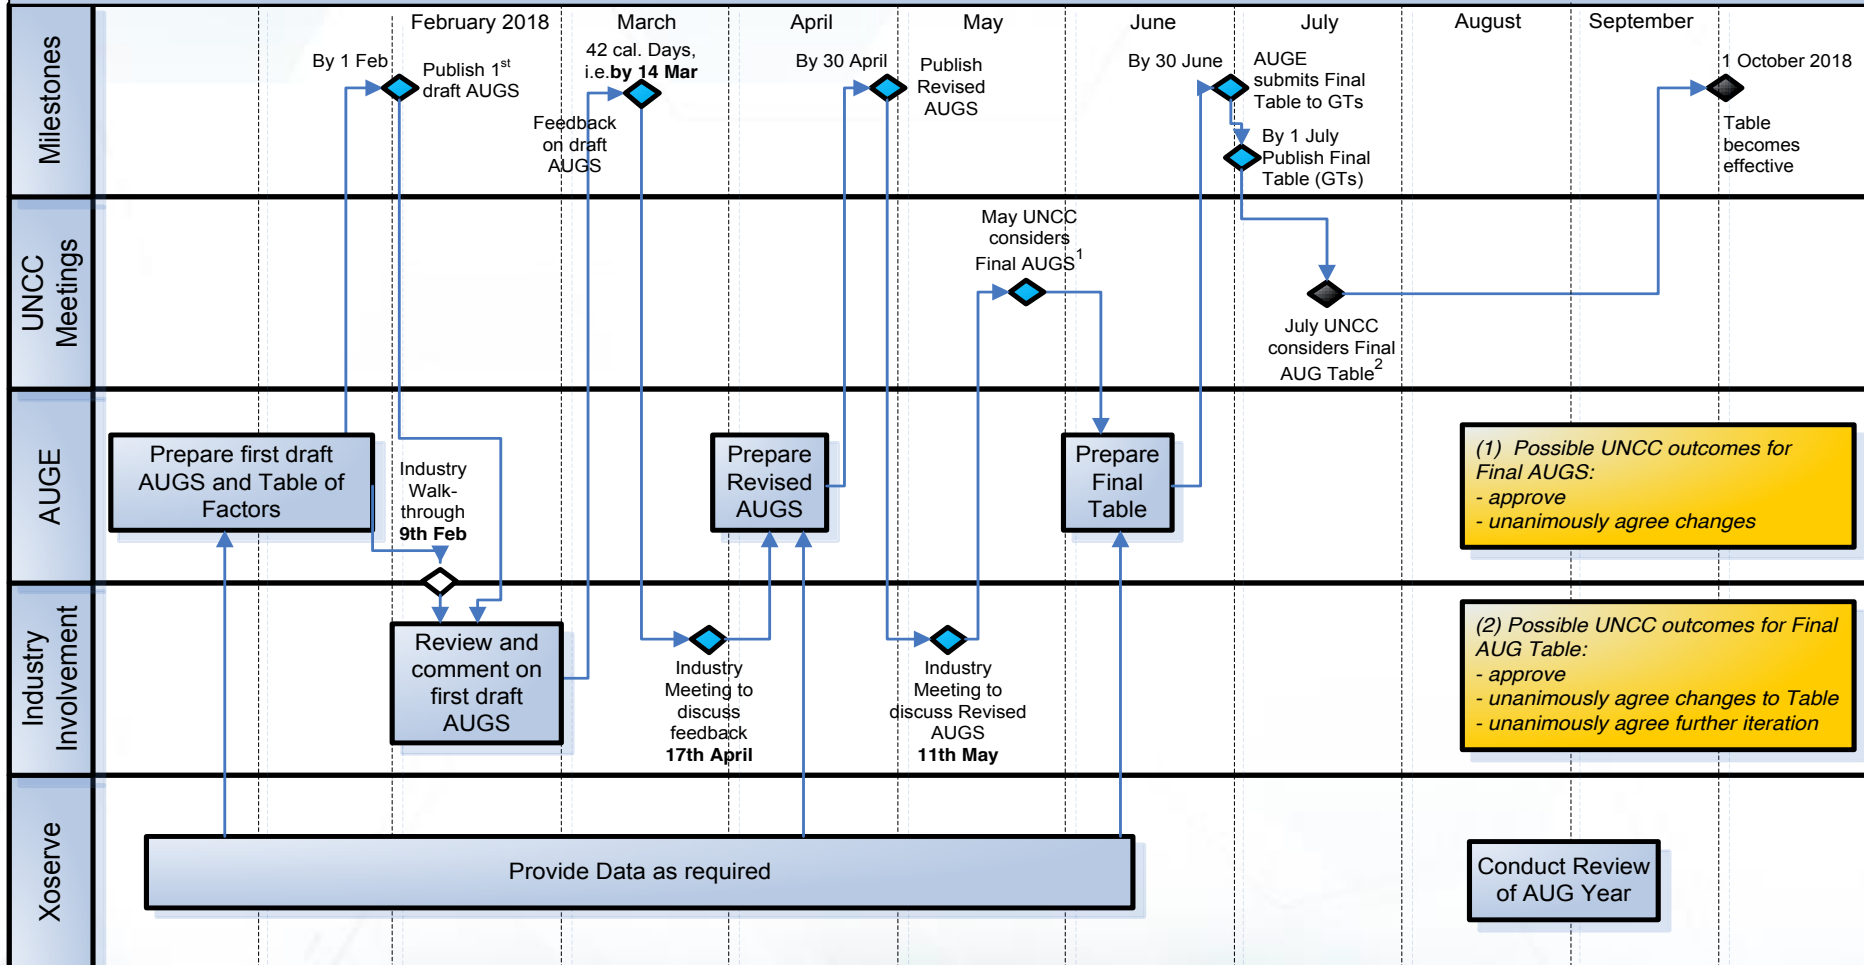 February 2018
March
April
May
June
July
August
September
Milestones
By 1 Feb
Publish 1st
draft AUGS
42 cal. Days,
i.e.by 14 Mar
Feedback
on draft
AUGS
By 30 April
Publish
Revised
AUGS
By 30 June
AUGE
submits Final
Table to GTs
By 1 July
Publish Final
Table (GTs)
1 October 2018
Table
becomes
effective
UNCC
Meetings
May UNCC
considers
Final AUGS1
July UNCC
considers Final
AUG Table2
AUGE
Prepare first draft
AUGS and Table of
Factors
Industry
Walk-
through
9th Feb
Prepare
Revised
AUGS
Prepare
Final
Table
(1) Possible UNCC outcomes for
Final AUGS:
- approve
- unanimously agree changes
Industry
Involvement
Review and
comment on
first draft
AUGS
Industry
Meeting to
discuss
feedback
17th April
Industry
Meeting to
discuss Revised
AUGS
11th May
(2) Possible UNCC outcomes for Final
AUG Table:
- approve
- unanimously agree changes to Table
- unanimously agree further iteration
Xoserve
Provide Data as required
Conduct Review
of AUG Year